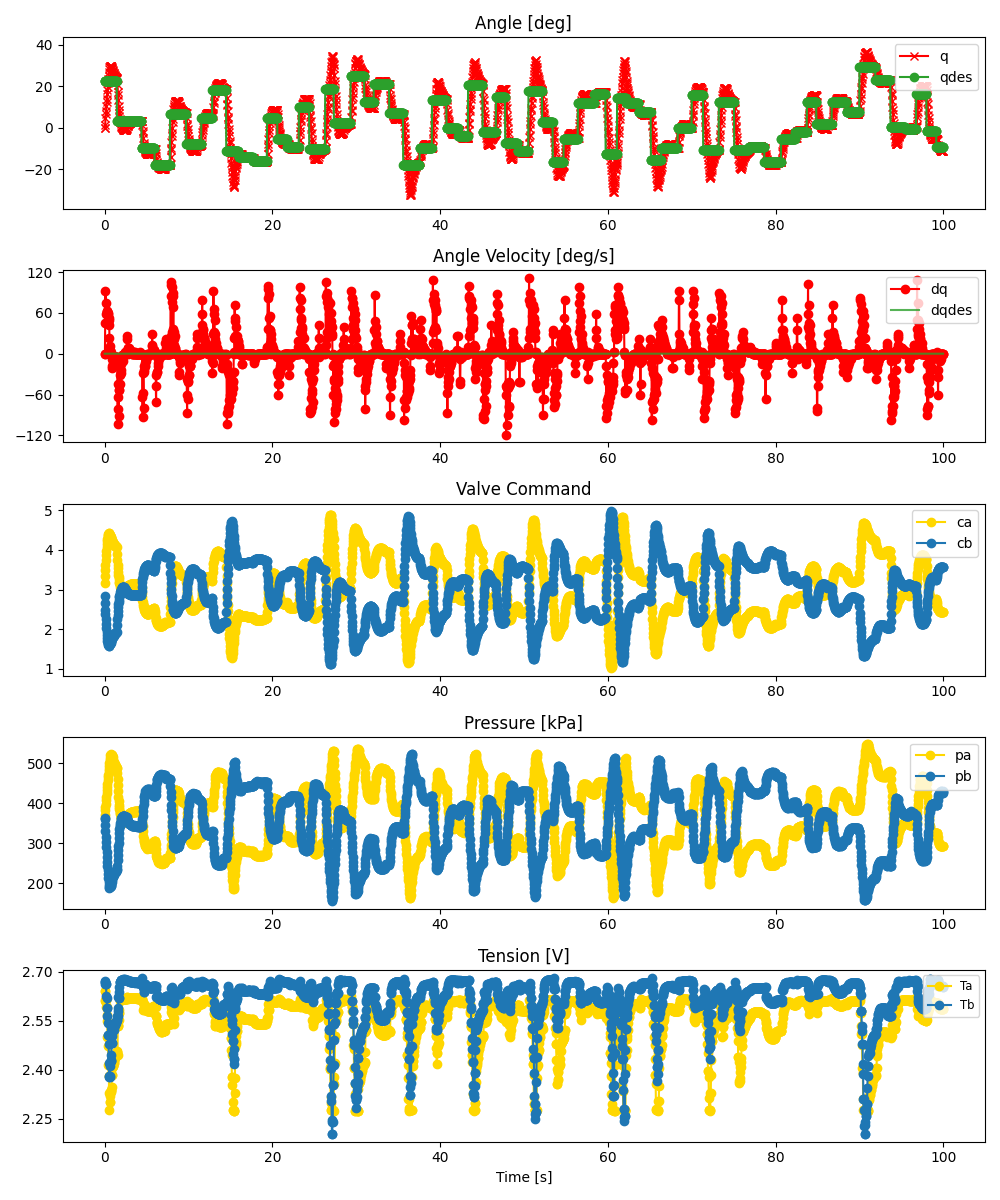 Angle [deg]
40
20
0
−20
q
qdes
0 20 40 60 80 100
Angle Velocity [deg/s]
120
60
0
−60
−120
dq
dqdes
0 20 40 60 80 100
Valve Command
5
4
3
2
1
ca
cb
0 20 40 60 80 100
Pressure [kPa]
500
400
300
200
pa
pb
0 20 40 60 80 100
Tension [V]
2.70
2.55
2.40
2.25
Ta
Tb
0 20 40 60 80 100
Time [s]